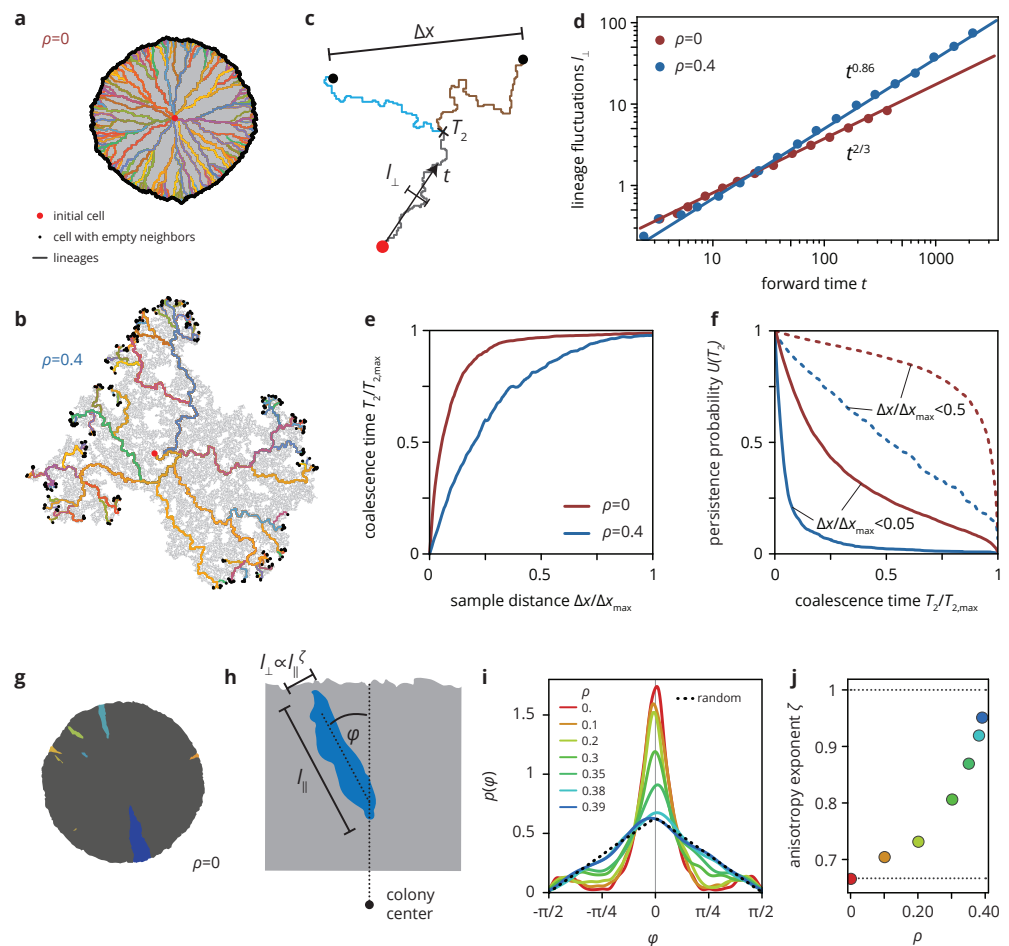 a
ρ=0
initial cell
cell with empty neighbors
lineages
b
ρ=0.4
c
Δx
T₂
l⊥
t
d
ρ=0
ρ=0.4
t^0.86
t^2/3
100
10
1
10
100
1000
lineage fluctuations l⊥
forward time t
e
1
0.5
0
0
0.5
1
ρ=0
ρ=0.4
coalescence time T₂/T₂,max
sample distance Δx/Δxmax
f
1
0.5
0
0
0.5
1
Δx/Δxmax<0.5
Δx/Δxmax<0.05
persistence probability U(T₂)
coalescence time T₂/T₂,max
g
ρ=0
h
l⊥∝l∥^ζ
φ
l∥
colony
center
i
ρ
0.
0.1
0.2
0.3
0.35
0.38
0.39
random
1.5
1
0.5
0
-π/2
-π/4
0
π/4
π/2
p(φ)
φ
j
1
0.9
0.8
0.7
0
0.20
0.40
anisotropy exponent ζ
ρ